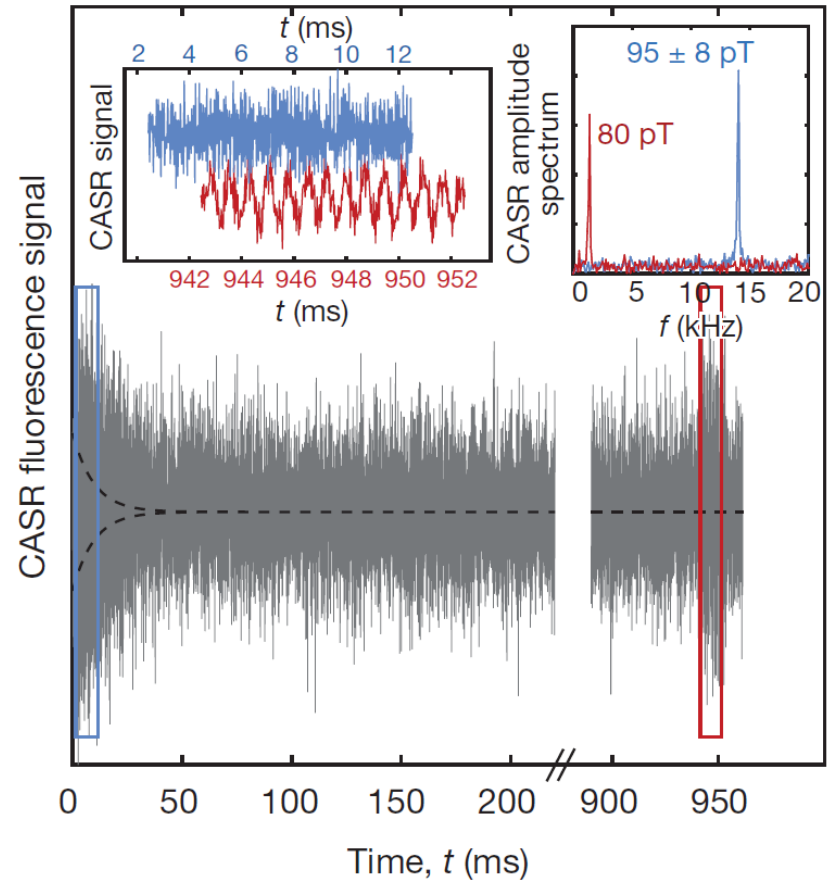 t (ms)
2 4 6 8 10 12
CASR signal
942 944 946 948 950 952
t (ms)
CASR amplitude
spectrum
95 ± 8 pT
80 pT
0 5 10 15 20
f (kHz)
CASR fluorescence signal
0 50 100 150 200 900 950
Time, t (ms)